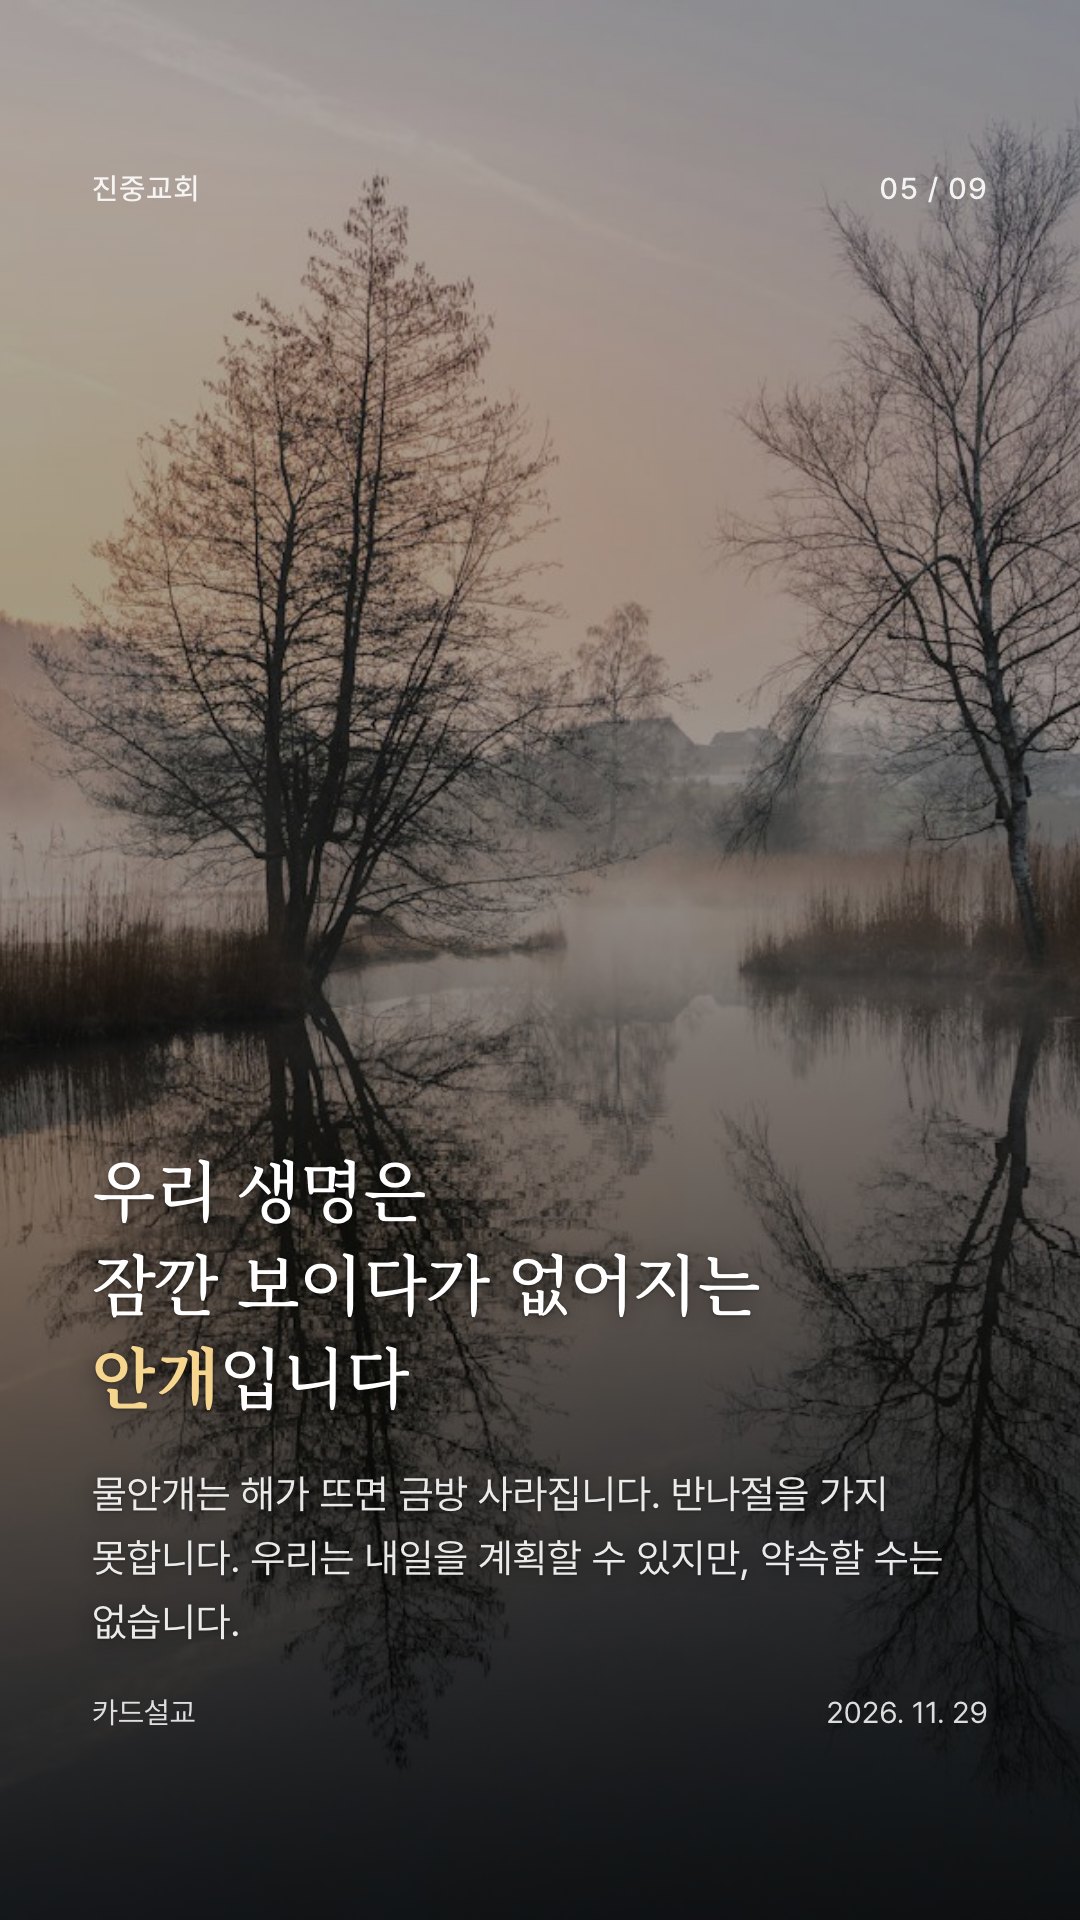 진중교회
05 / 09
우리 생명은
잠깐 보이다가 없어지는
안개입니다
물안개는 해가 뜨면 금방 사라집니다. 반나절을 가지
못합니다. 우리는 내일을 계획할 수 있지만, 약속할 수는
없습니다.
카드설교
2026. 11. 29